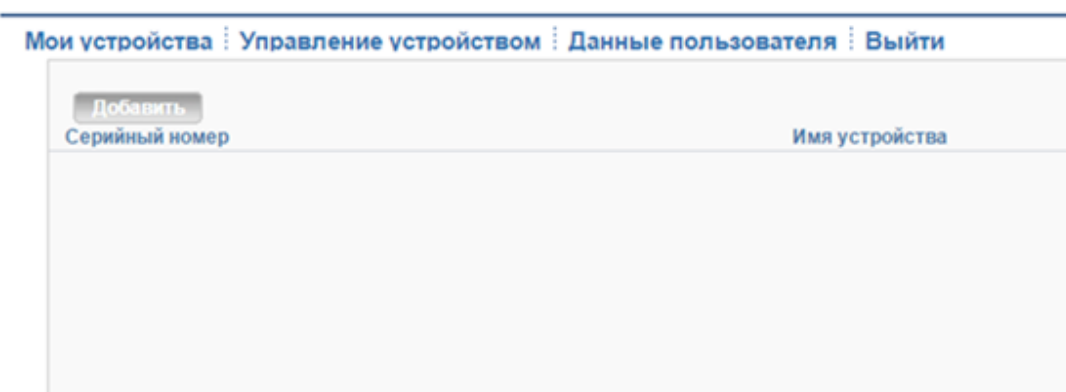 Мои устройства Управление устройством Данные пользователя Выйти
Добавить
Серийный номер Имя устройства